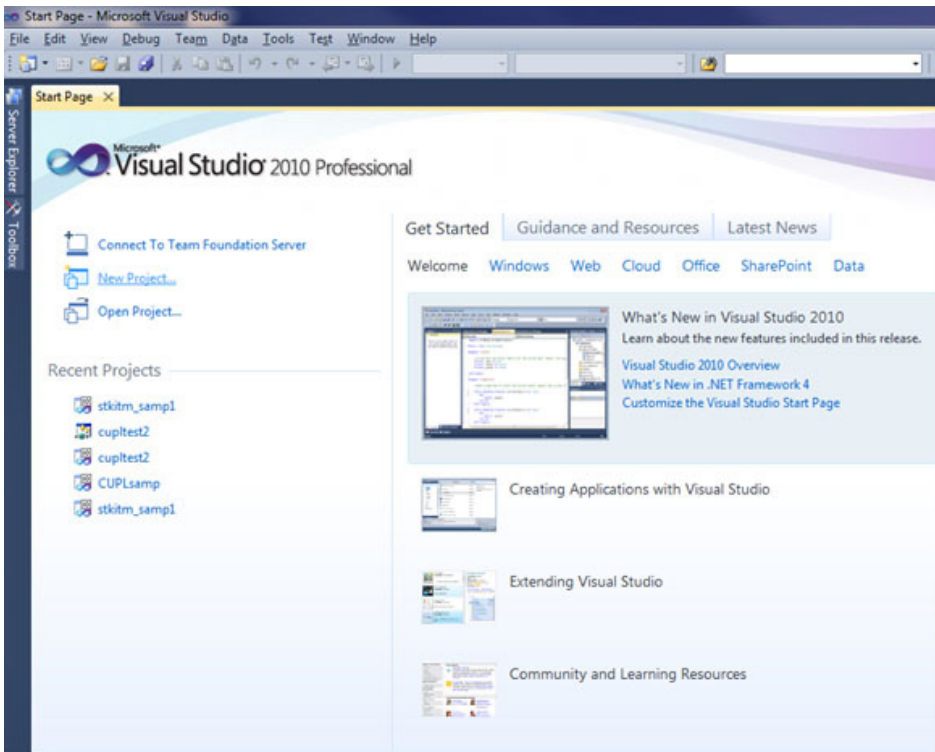 Start Page - Microsoft Visual Studio
File Edit View Debug Team Data Tools Test Window Help
Start Page
Server Explorer
Toolbox
Microsoft®
Visual Studio® 2010 Professional
Connect To Team Foundation Server
New Project...
Open Project...
Recent Projects
stkitm_samp1
cupltest2
cupltest2
CUPLsamp
stkitm_samp1
Get Started Guidance and Resources Latest News
Welcome Windows Web Cloud Office SharePoint Data
What's New in Visual Studio 2010
Learn about the new features included in this release.
Visual Studio 2010 Overview
What's New in .NET Framework 4
Customize the Visual Studio Start Page
Creating Applications with Visual Studio
Extending Visual Studio
Community and Learning Resources